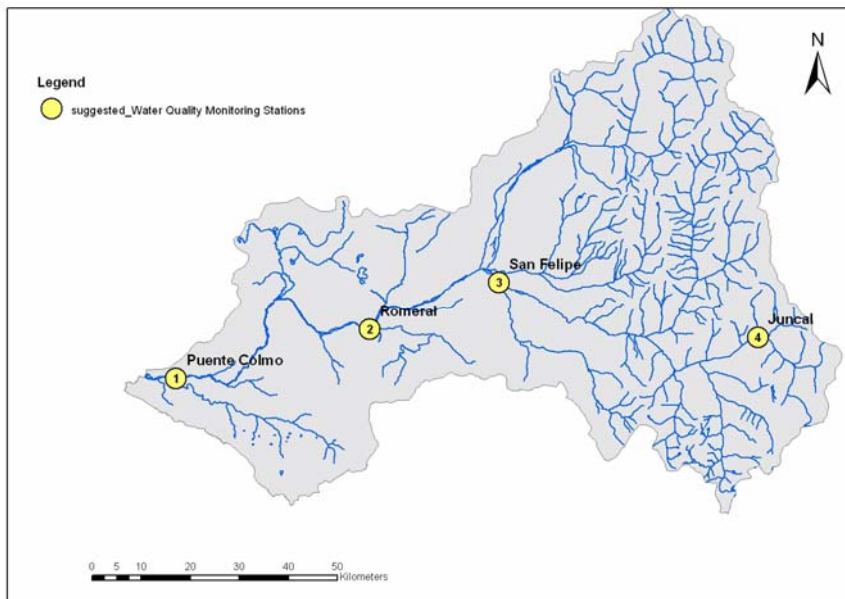 N
Legend
suggested_Water Quality Monitoring Stations
San Felipe
3
Romeral
2
Juncal
4
Puente Colmo
1
0 5 10 20 30 40 50
Kilometers